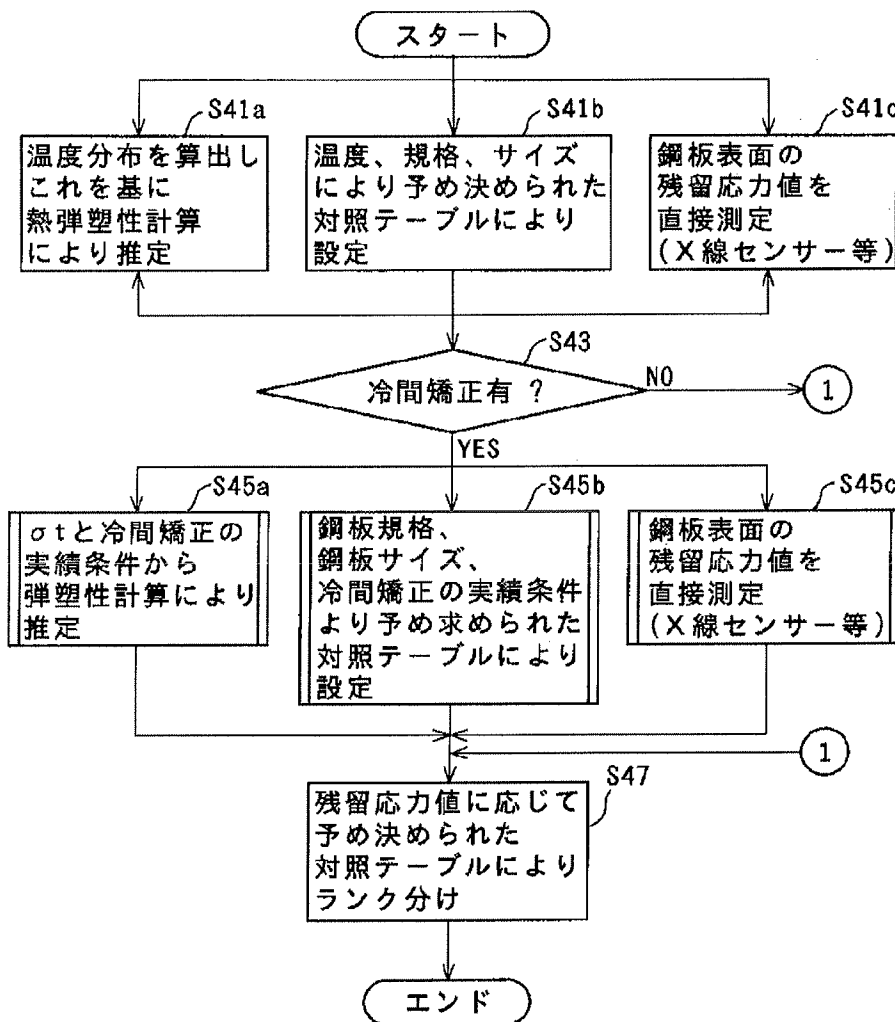 スタート
S41a
温度分布を算出し
これを基に
熱弾塑性計算
により推定
S41b
温度、規格、サイズ
により予め決められた
対照テーブルにより
設定
S41c
鋼板表面の
残留応力値を
直接測定
(X線センサー等)
S43
冷間矯正有 ?
NO
1
YES
S45a
σtと冷間矯正の
実績条件から
弾塑性計算により
推定
S45b
鋼板規格、
鋼板サイズ、
冷間矯正の実績条件
より予め求められた
対照テーブルにより
設定
S45c
鋼板表面の
残留応力値を
直接測定
(X線センサー等)
1
S47
残留応力値に応じて
予め決められた
対照テーブルにより
ランク分け
エンド